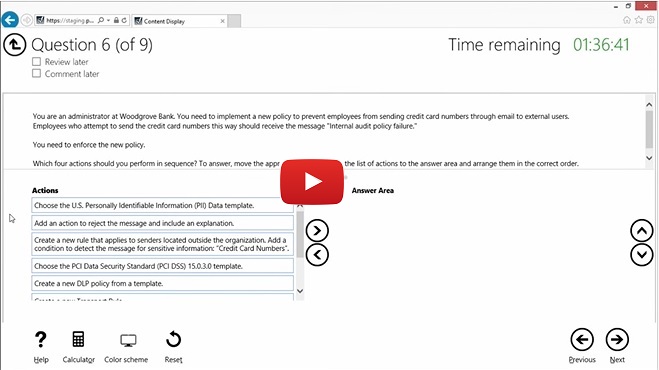 https://staging.p...
Content Display
Question 6 (of 9)
Time remaining 01:36:41
Review later
Comment later
You are an administrator at Woodgrove Bank. You need to implement a new policy to prevent employees from sending credit card numbers through email to external users.
Employees who attempt to send the credit card numbers this way should receive the message "Internal audit policy failure."
You need to enforce the new policy.
Which four actions should you perform in sequence? To answer, move the appr the list of actions to the answer area and arrange them in the correct order.
Actions
Answer Area
Choose the U.S. Personally Identifiable Information (PII) Data template.
Add an action to reject the message and include an explanation.
Create a new rule that applies to senders located outside the organization. Add a
condition to detect the message for sensitive information: "Credit Card Numbers".
Choose the PCI Data Security Standard (PCI DSS) 15.0.3.0 template.
Create a new DLP policy from a template.
Create a new Transport Rule
Help
Calculator
Color scheme
Reset
Previous
Next